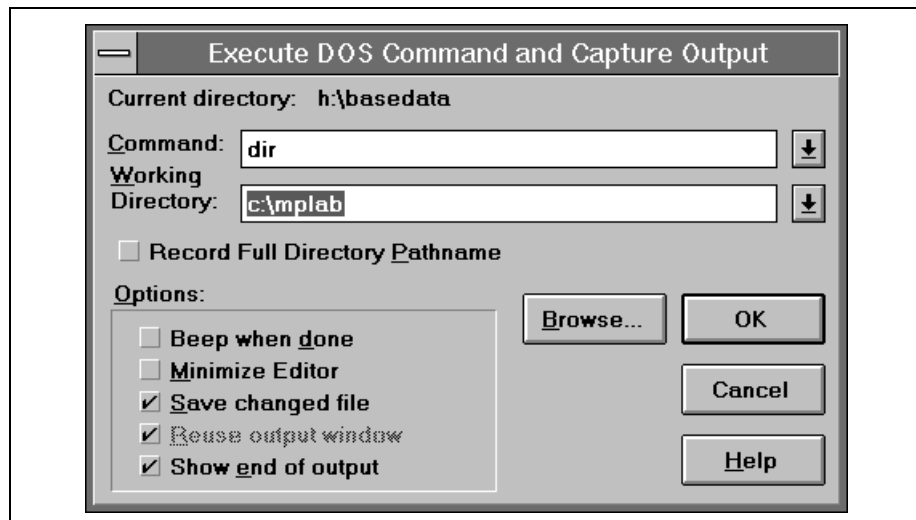 Execute DOS Command and Capture Output
Current directory: h:\basedata
Command: dir
Working
Directory: c:\mplab
Record Full Directory Pathname
Options:
Beep when done
Minimize Editor
Save changed file
Reuse output window
Show end of output
Browse...
OK
Cancel
Help